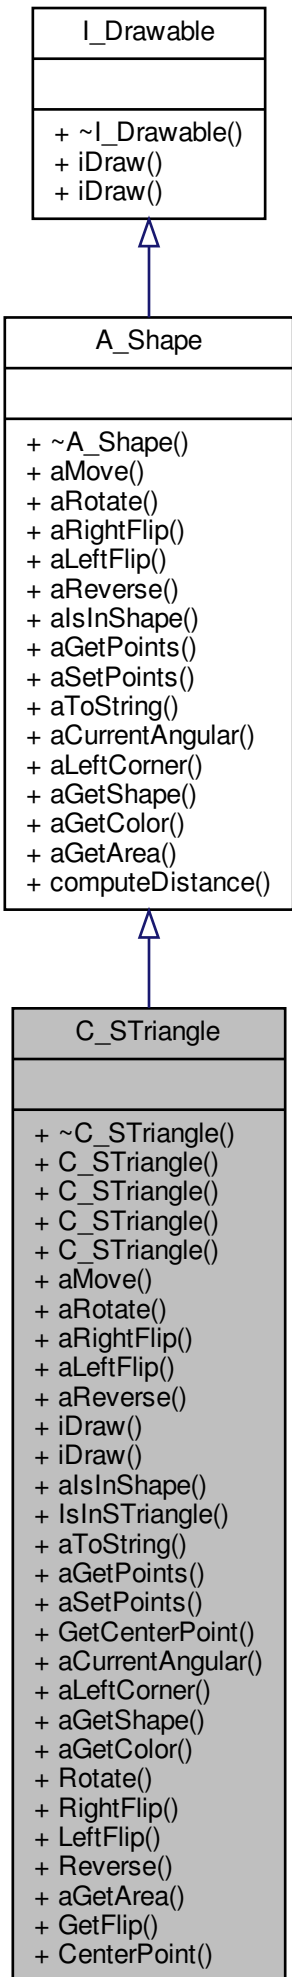 I_Drawable
+ ~I_Drawable()
+ iDraw()
+ iDraw()
A_Shape
+ ~A_Shape()
+ aMove()
+ aRotate()
+ aRightFlip()
+ aLeftFlip()
+ aReverse()
+ aIsInShape()
+ aGetPoints()
+ aSetPoints()
+ aToString()
+ aCurrentAngular()
+ aLeftCorner()
+ aGetShape()
+ aGetColor()
+ aGetArea()
+ computeDistance()
C_STriangle
+ ~C_STriangle()
+ C_STriangle()
+ C_STriangle()
+ C_STriangle()
+ C_STriangle()
+ aMove()
+ aRotate()
+ aRightFlip()
+ aLeftFlip()
+ aReverse()
+ iDraw()
+ iDraw()
+ aIsInShape()
+ IsInSTriangle()
+ aToString()
+ aGetPoints()
+ aSetPoints()
+ GetCenterPoint()
+ aCurrentAngular()
+ aLeftCorner()
+ aGetShape()
+ aGetColor()
+ Rotate()
+ RightFlip()
+ LeftFlip()
+ Reverse()
+ aGetArea()
+ GetFlip()
+ CenterPoint()